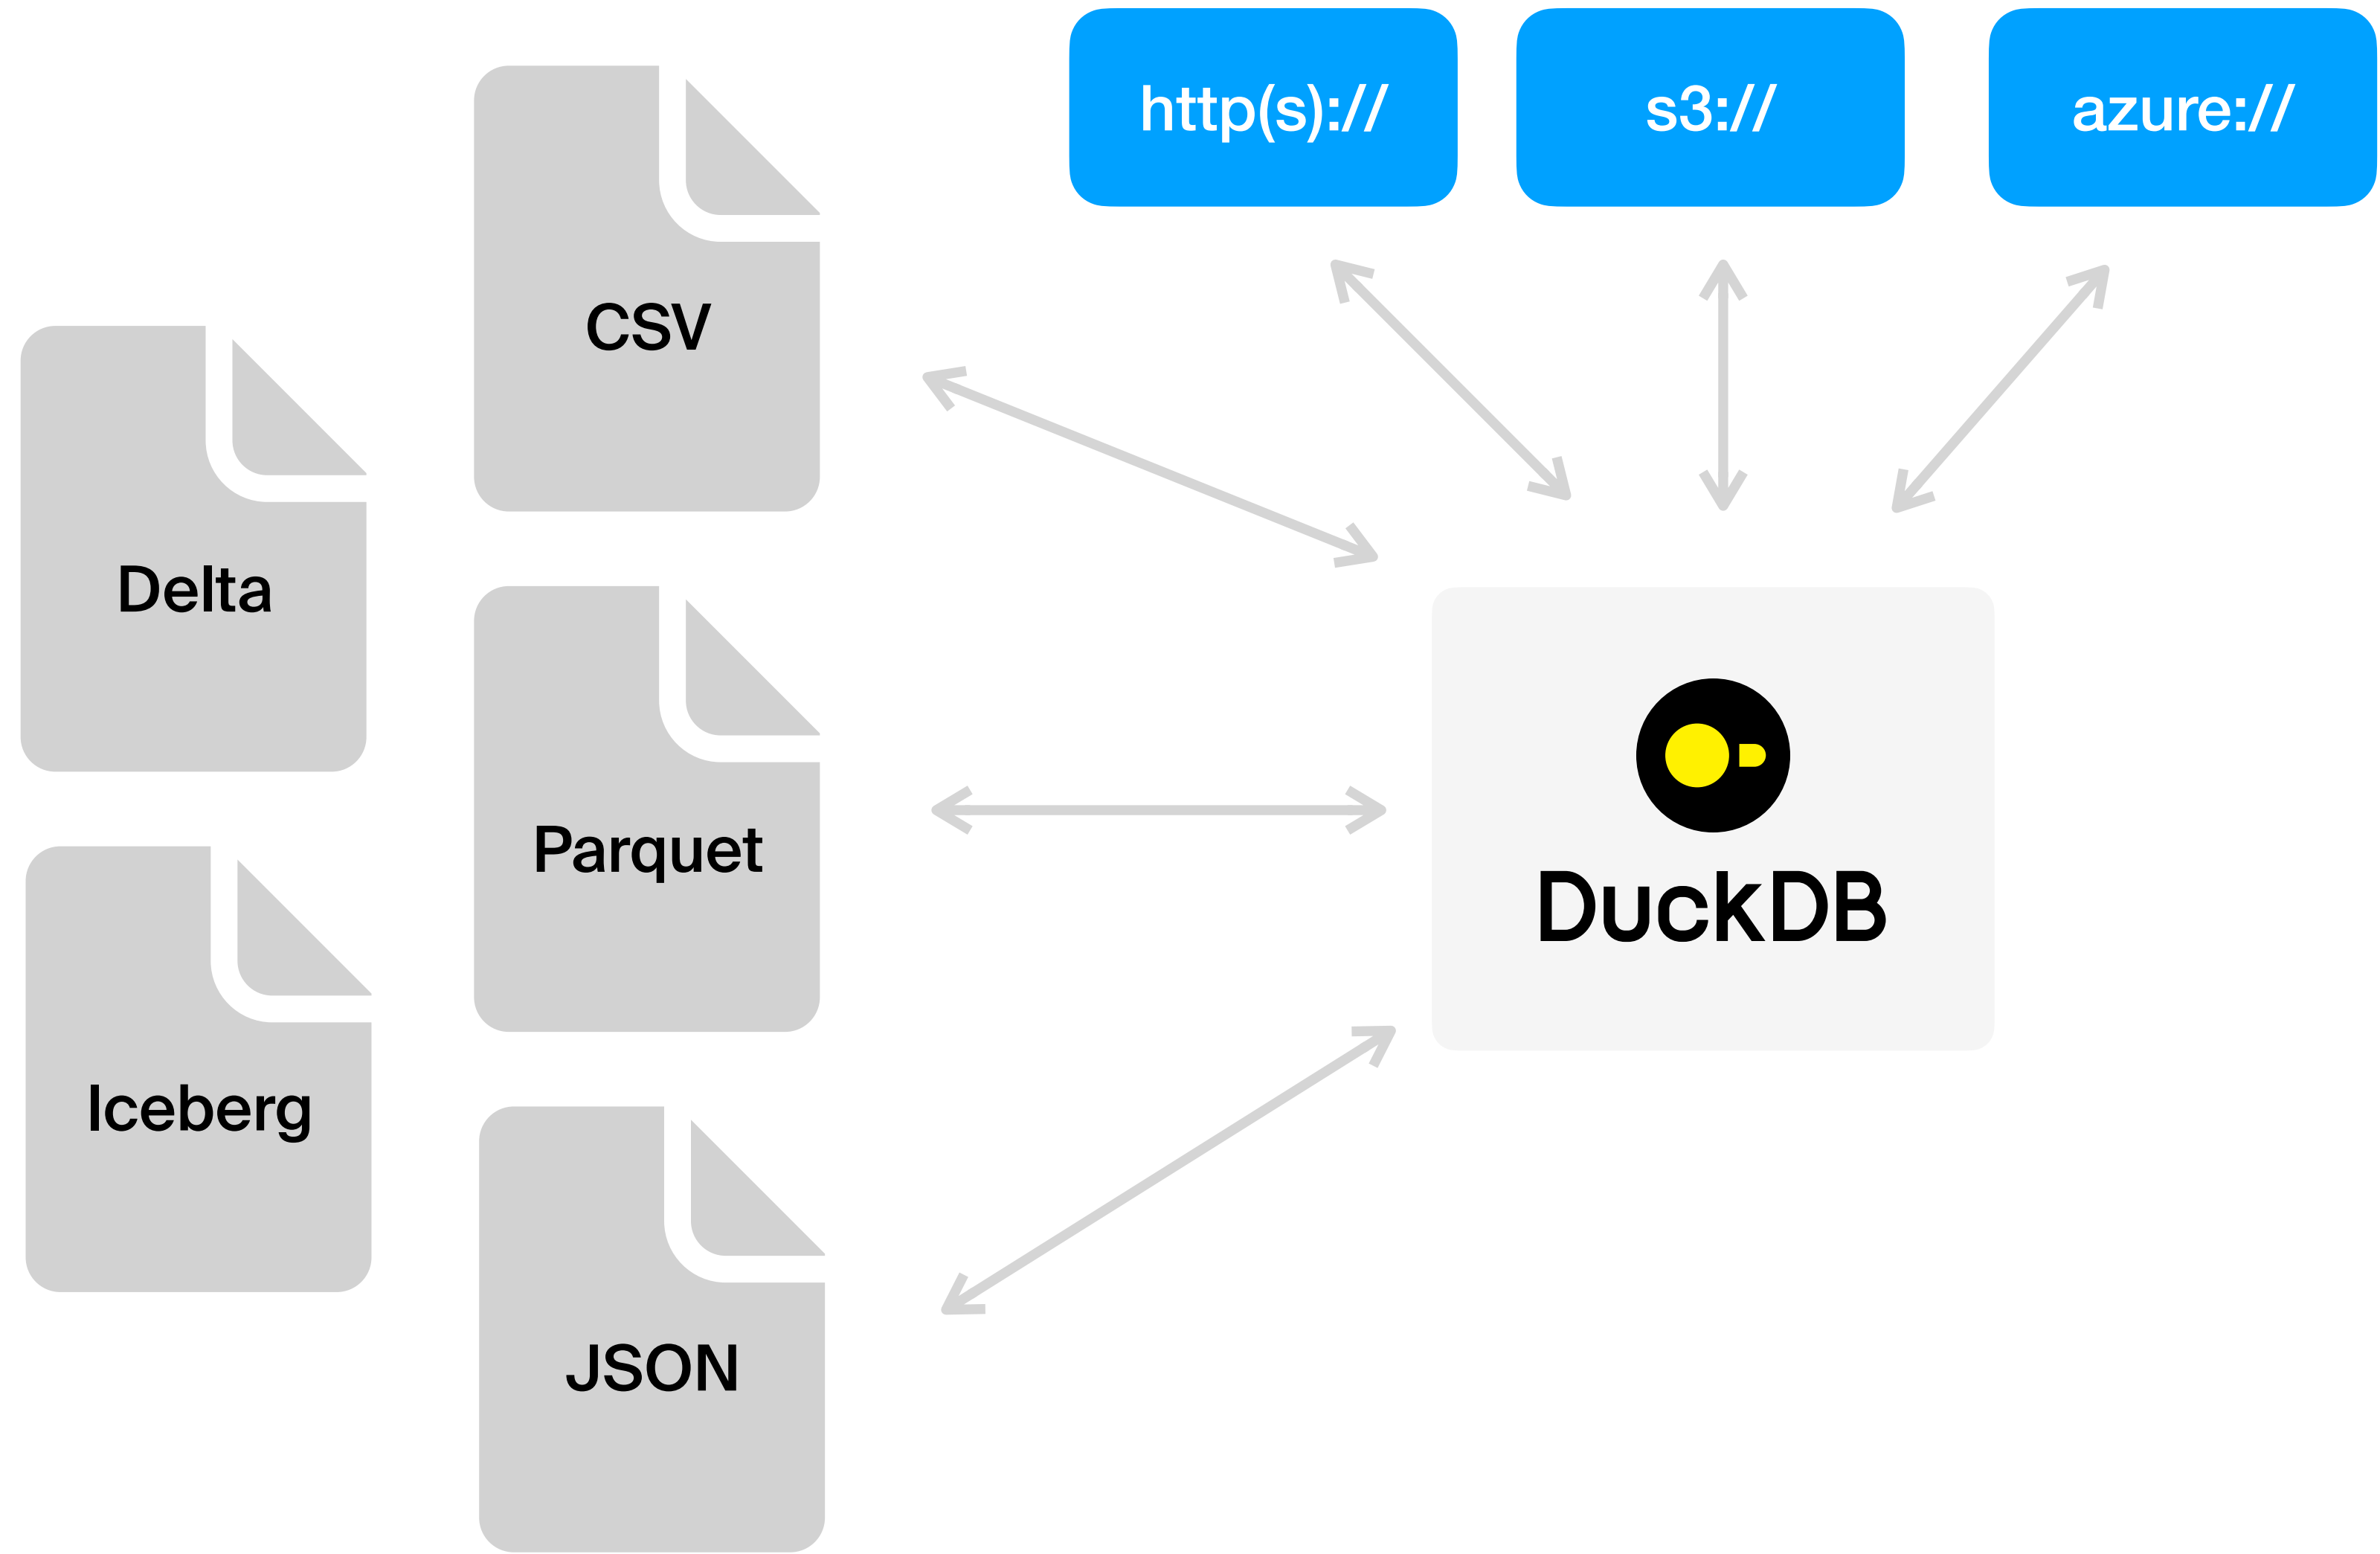 http(s)://
s3://
azure://
CSV
Delta
Parquet
DuckDB
Iceberg
JSON